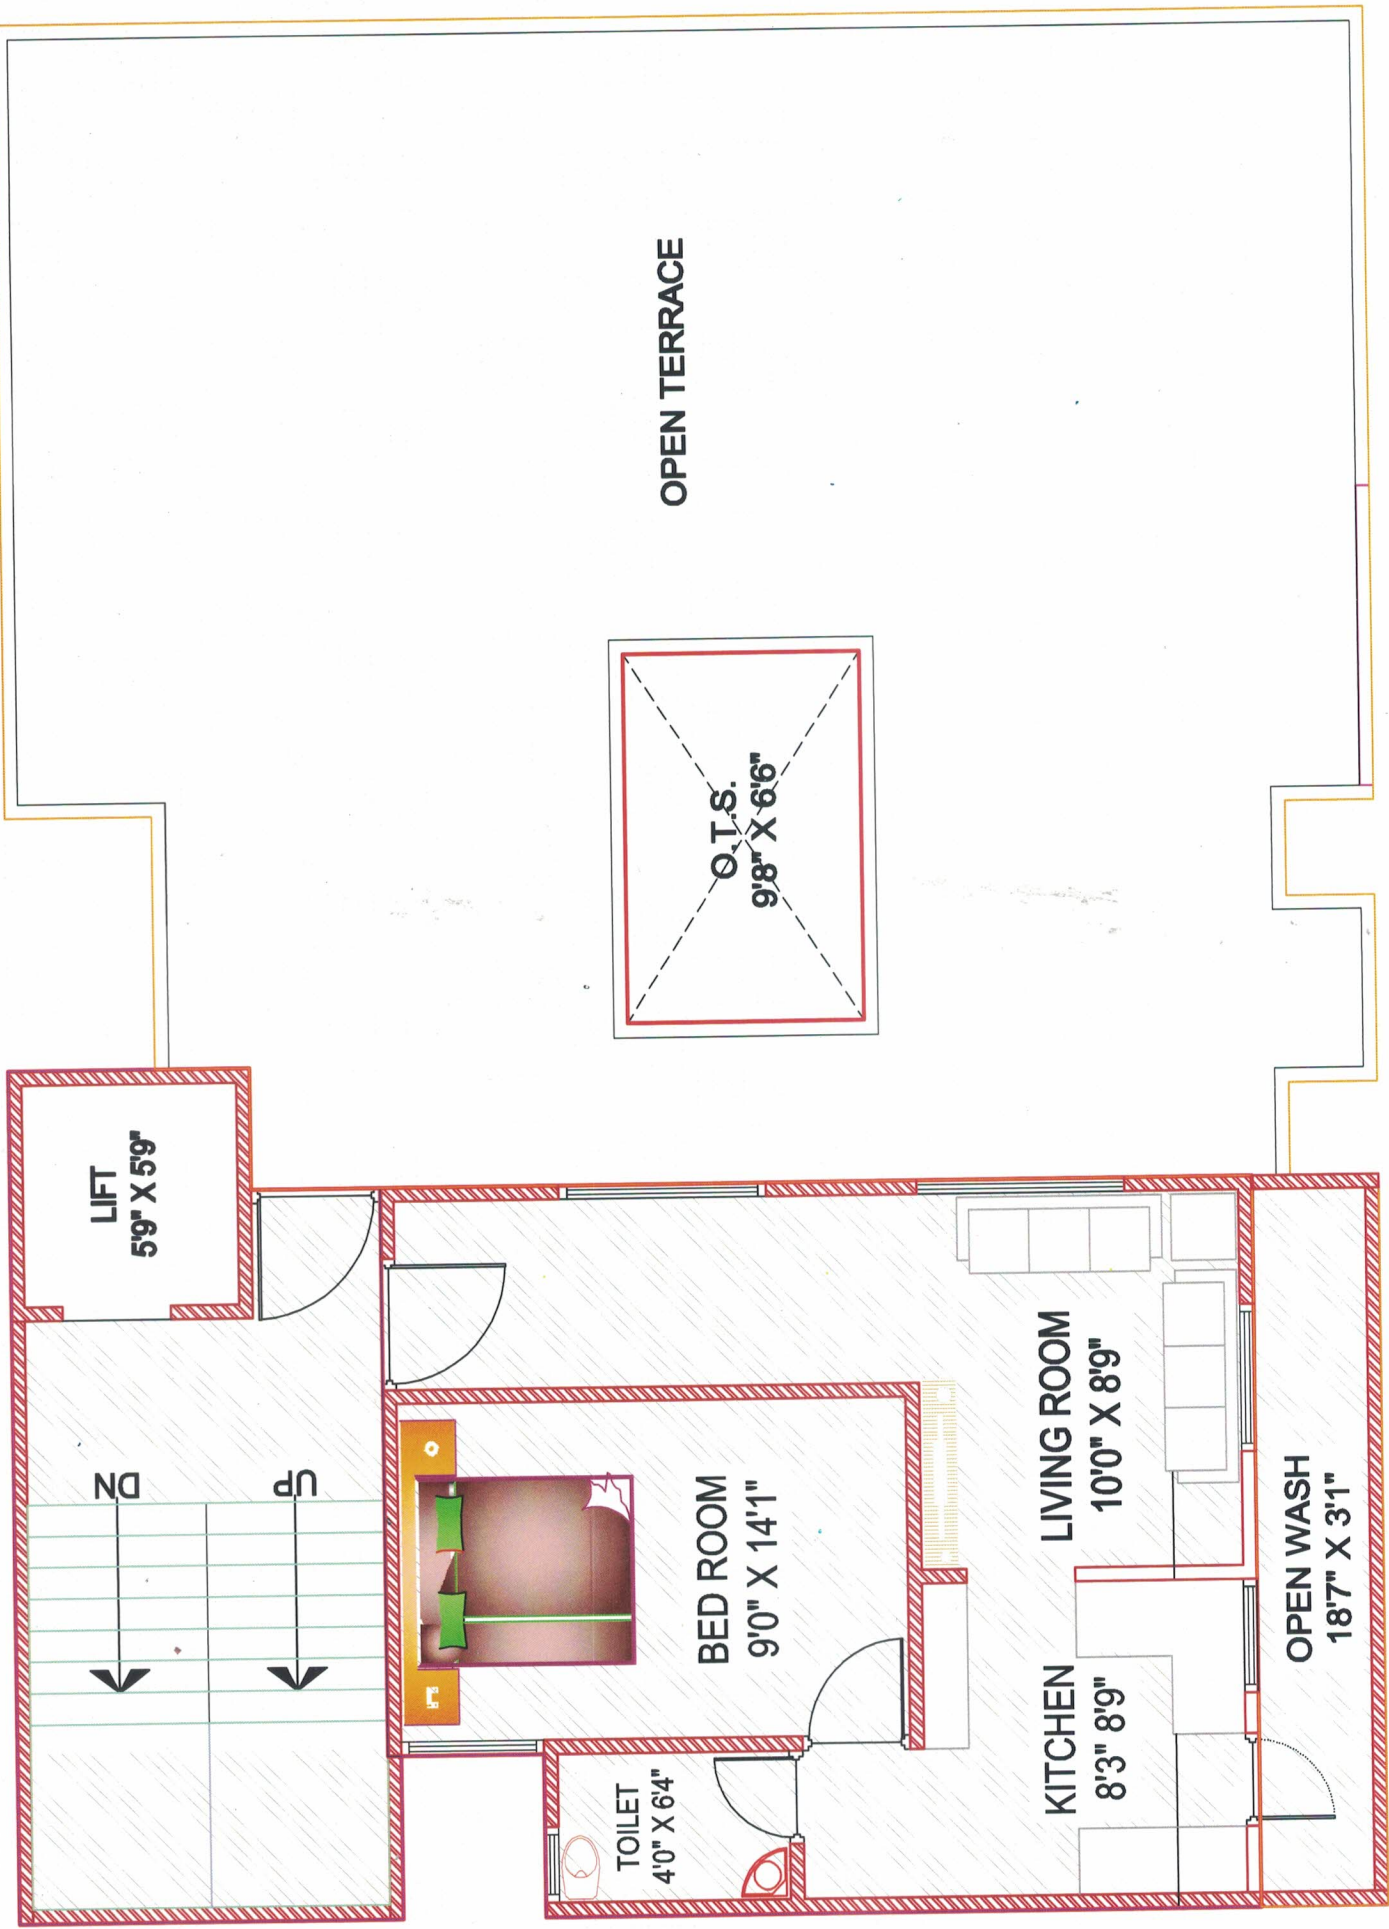 OPEN TERRACE
O.T.S.
9'8" X 6'6"
LIFT
5'9" X 5'9"
DN
UP
BED ROOM
9'0" X 14'1"
LIVING ROOM
10'0" X 8'9"
TOILET
4'0" X 6'4"
KITCHEN
8'3" 8'9"
OPEN WASH
18'7" X 3'1"